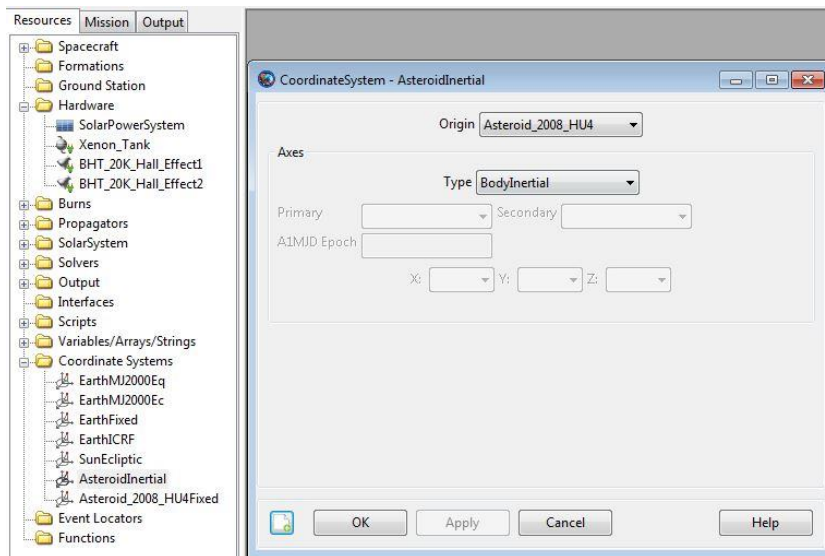 Resources Mission Output
Spacecraft
Formations
Ground Station
Hardware
SolarPowerSystem
Xenon_Tank
BHT_20K_Hall_Effect1
BHT_20K_Hall_Effect2
Burns
Propagators
SolarSystem
Solvers
Output
Interfaces
Scripts
Variables/Arrays/Strings
Coordinate Systems
EarthMJ2000Eq
EarthMJ2000Ec
EarthFixed
EarthICRF
SunEcliptic
AsteroidInertial
Asteroid_2008_HU4Fixed
Event Locators
Functions
CoordinateSystem - AsteroidInertial
Origin Asteroid_2008_HU4
Axes
Type BodyInertial
Primary Secondary
A1MJD Epoch
X: Y: Z:
OK Apply Cancel Help